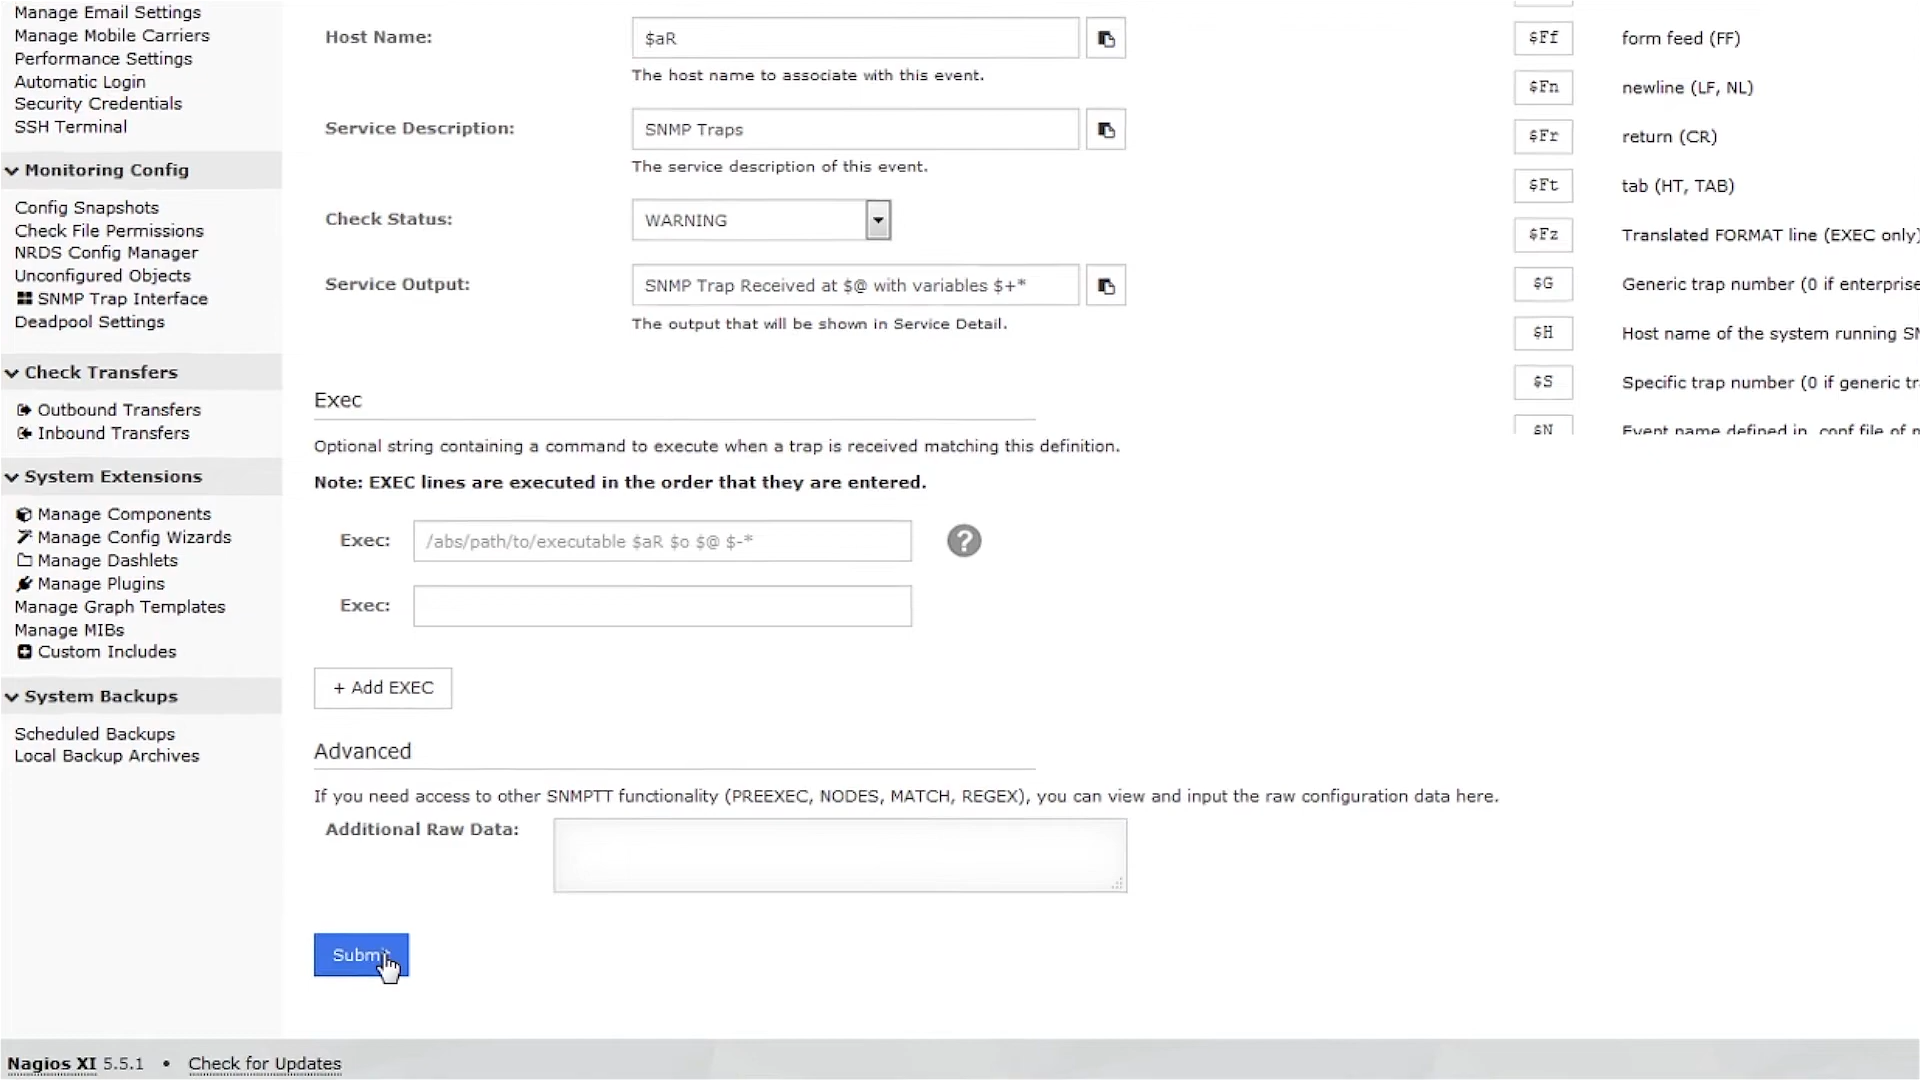 Manage Email Settings
Manage Mobile Carriers
Performance Settings
Automatic Login
Security Credentials
SSH Terminal
Monitoring Config
Config Snapshots
Check File Permissions
NRDS Config Manager
Unconfigured Objects
SNMP Trap Interface
Deadpool Settings
Check Transfers
Outbound Transfers
Inbound Transfers
System Extensions
Manage Components
Manage Config Wizards
Manage Dashlets
Manage Plugins
Manage Graph Templates
Manage MIBs
Custom Includes
System Backups
Scheduled Backups
Local Backup Archives
Host Name: $aR
The host name to associate with this event.
Service Description: SNMP Traps
The service description of this event.
Check Status: WARNING
Service Output: SNMP Trap Received at $@ with variables $+*
The output that will be shown in Service Detail.
Exec
Optional string containing a command to execute when a trap is received matching this definition.
Note: EXEC lines are executed in the order that they are entered.
Exec: /abs/path/to/executable $aR $o $@ $-* ?
Exec:
+ Add EXEC
Advanced
If you need access to other SNMPTT functionality (PREEXEC, NODES, MATCH, REGEX), you can view and input the raw configuration data here.
Additional Raw Data:
Submit
$Ff form feed (FF)
$Fn newline (LF, NL)
$Fr return (CR)
$Ft tab (HT, TAB)
$Fz Translated FORMAT line (EXEC only)
$G Generic trap number (0 if enterprise
$H Host name of the system running SN
$S Specific trap number (0 if generic tr
$N Event name defined in .conf file of
Nagios XI 5.5.1 • Check for Updates